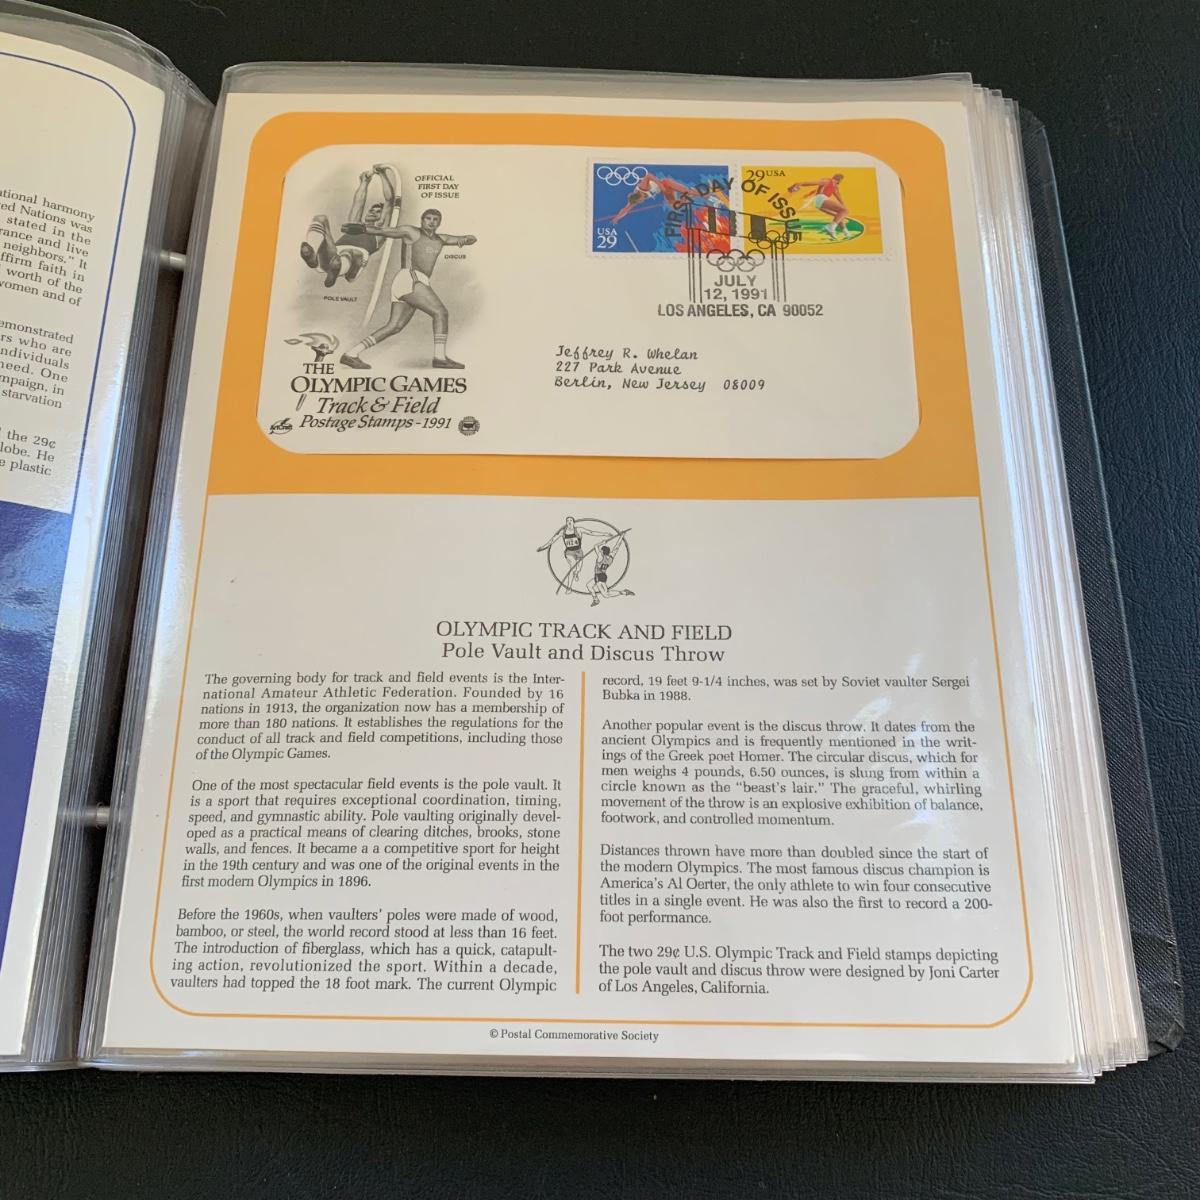 ational harmony
ed Nations was
stated in the
rance and live
neighbors." It
ffirm faith in
worth of the
women and of
emonstrated
rs who are
individuals
need. One
mpaign, in
starvation
the 29¢
lobe. He
e plastic
OFFICIAL
FIRST DAY
OF ISSUE
DISCUS
POLE VAULT
THE
OLYMPIC GAMES
Track & Field
Postage Stamps - 1991
USA
29
29 USA
FIRST DAY OF ISSUE
JULY
12, 1991
LOS ANGELES, CA 90052
Jeffrey R. Whelan
227 Park Avenue
Berlin, New Jersey 08009
OLYMPIC TRACK AND FIELD
Pole Vault and Discus Throw
The governing body for track and field events is the Inter-
national Amateur Athletic Federation. Founded by 16
nations in 1913, the organization now has a membership of
more than 180 nations. It establishes the regulations for the
conduct of all track and field competitions, including those
of the Olympic Games.
One of the most spectacular field events is the pole vault. It
is a sport that requires exceptional coordination, timing,
speed, and gymnastic ability. Pole vaulting originally devel-
oped as a practical means of clearing ditches, brooks, stone
walls, and fences. It became a a competitive sport for height
in the 19th century and was one of the original events in the
first modern Olympics in 1896.
Before the 1960s, when vaulters' poles were made of wood,
bamboo, or steel, the world record stood at less than 16 feet.
The introduction of fiberglass, which has a quick, catapult-
ing action, revolutionized the sport. Within a decade,
vaulters had topped the 18 foot mark. The current Olympic
record, 19 feet 9-1/4 inches, was set by Soviet vaulter Sergei
Bubka in 1988.
Another popular event is the discus throw. It dates from the
ancient Olympics and is frequently mentioned in the writ-
ings of the Greek poet Homer. The circular discus, which for
men weighs 4 pounds, 6.50 ounces, is slung from within a
circle known as the "beast's lair." The graceful, whirling
movement of the throw is an explosive exhibition of balance,
footwork, and controlled momentum.
Distances thrown have more than doubled since the start of
the modern Olympics. The most famous discus champion is
America's Al Oerter, the only athlete to win four consecutive
titles in a single event. He was also the first to record a 200-
foot performance.
The two 29¢ U.S. Olympic Track and Field stamps depicting
the pole vault and discus throw were designed by Joni Carter
of Los Angeles, California.
© Postal Commemorative Society